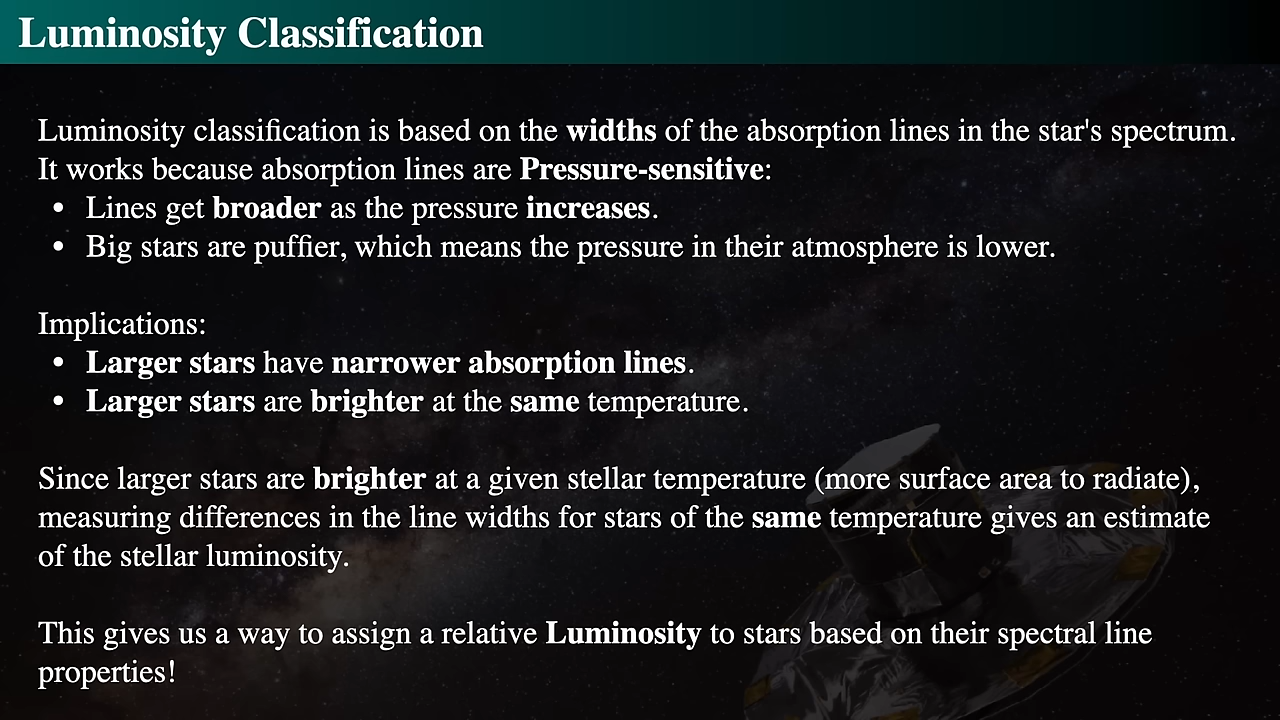 Luminosity Classification
Luminosity classification is based on the widths of the absorption lines in the star's spectrum.
It works because absorption lines are Pressure-sensitive:
• Lines get broader as the pressure increases.
• Big stars are puffier, which means the pressure in their atmosphere is lower.
Implications:
• Larger stars have narrower absorption lines.
• Larger stars are brighter at the same temperature.
Since larger stars are brighter at a given stellar temperature (more surface area to radiate),
measuring differences in the line widths for stars of the same temperature gives an estimate
of the stellar luminosity.
This gives us a way to assign a relative Luminosity to stars based on their spectral line
properties!